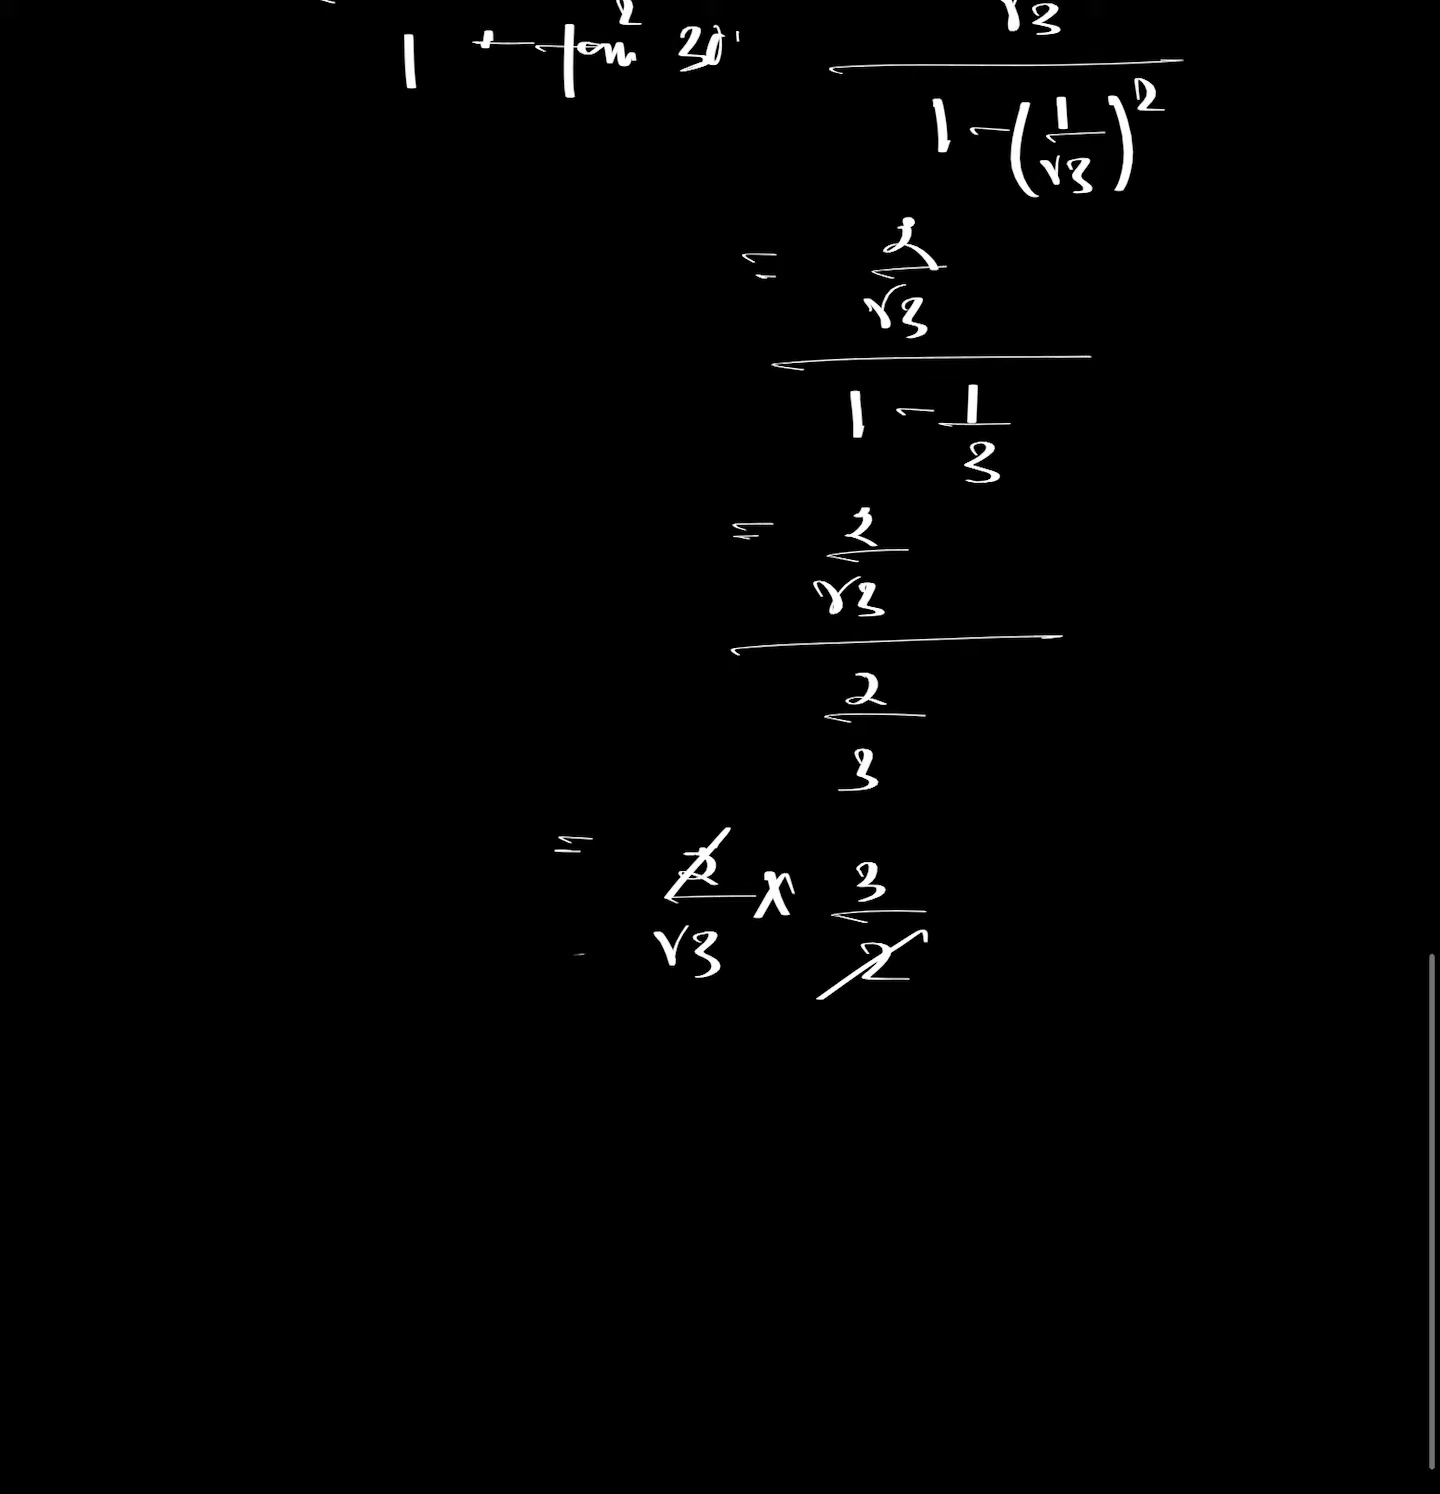 1 + tan² 30°
√3
1 - (1/√3)²
= 2/√3
1 - 1/3
= 2/√3
2/3
= 2/√3 × 3/2